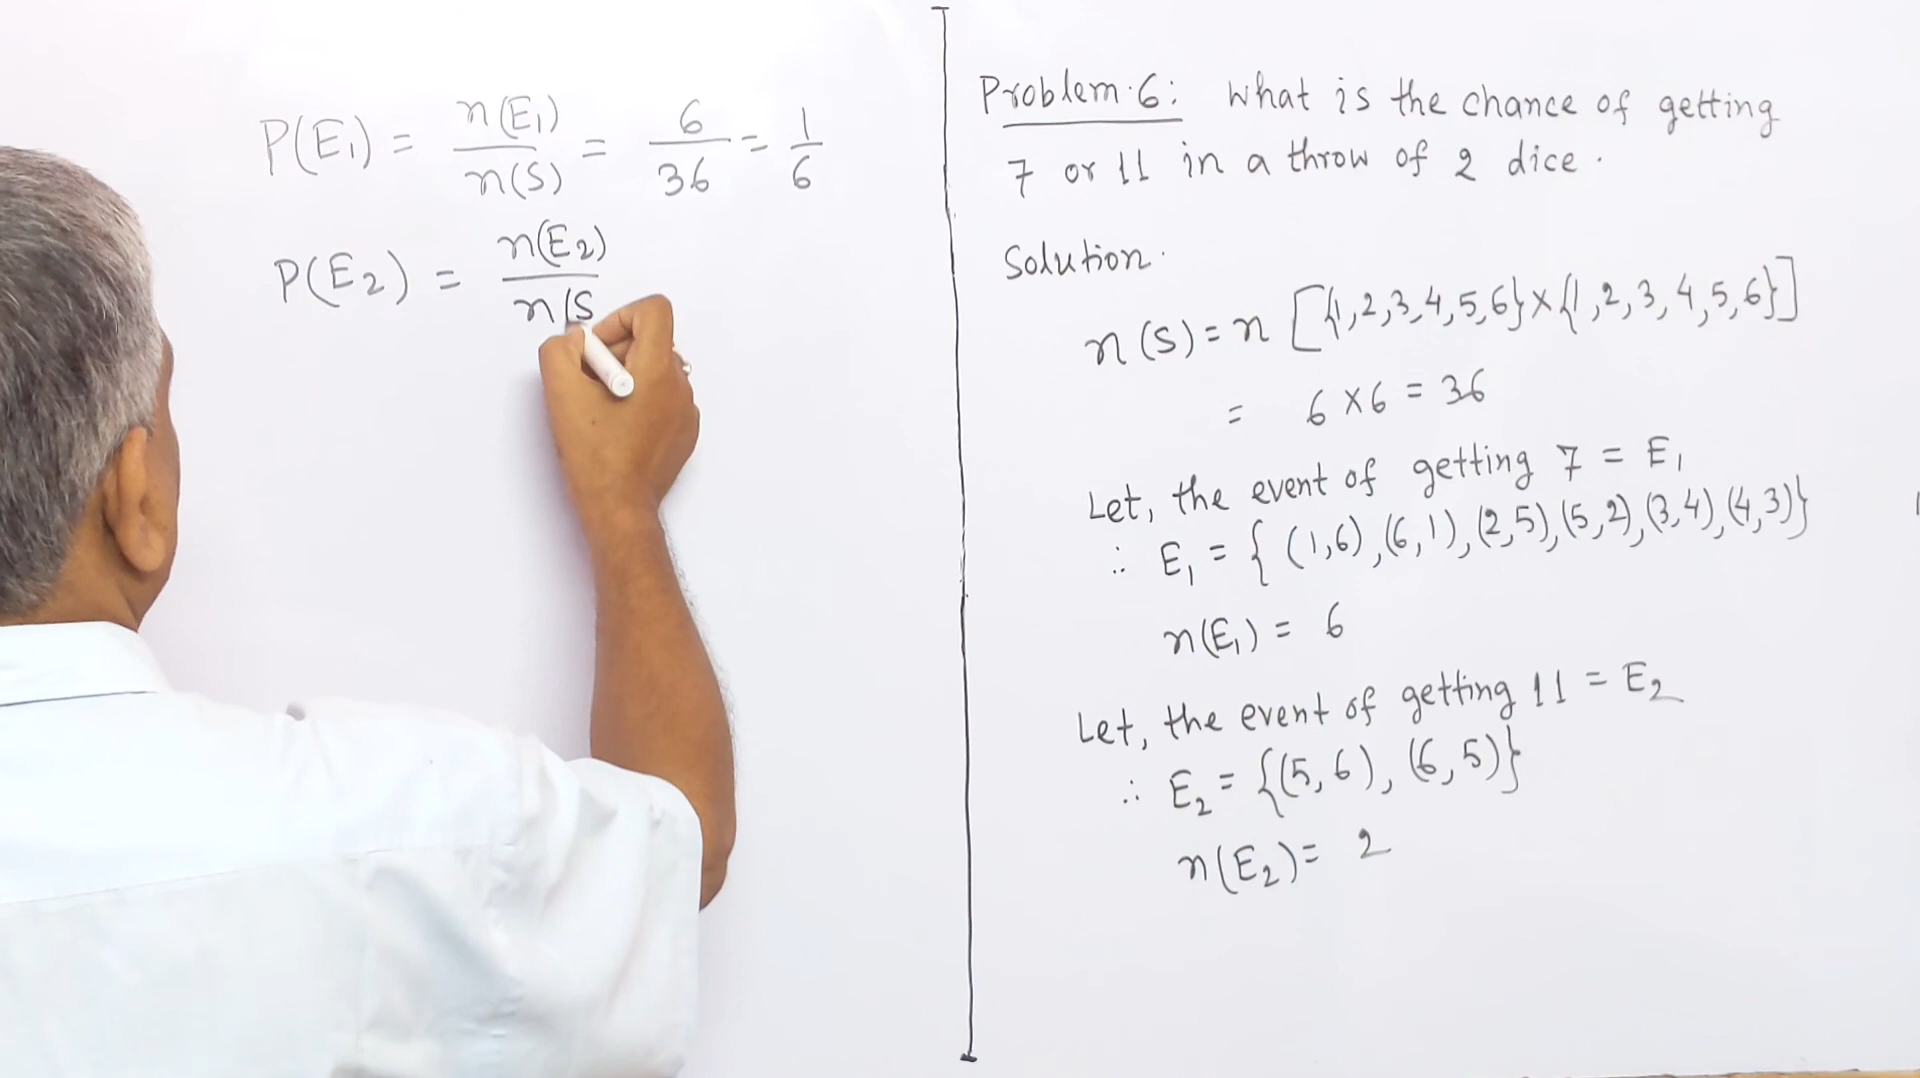 P(E₁) = n(E₁)/n(S) = 6/36 = 1/6
P(E₂) = n(E₂)/n(S
Problem·6: What is the chance of getting
7 or 11 in a throw of 2 dice.
Solution.
n(S) = n [{1,2,3,4,5,6}×{1,2,3,4,5,6}]
= 6×6 = 36
Let, the event of getting 7 = E₁
∴ E₁ = { (1,6),(6,1),(2,5),(5,2),(3,4),(4,3)}
n(E₁) = 6
Let, the event of getting 11 = E₂
∴ E₂ = {(5,6), (6,5)}
n(E₂) = 2